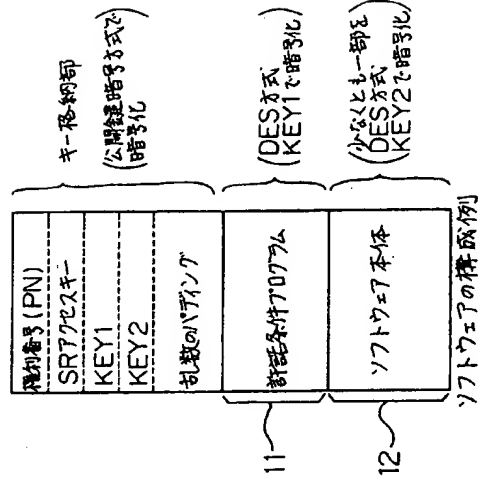 種別番号(PN)
SRアクセスキー
KEY1
KEY2
乱数のパディング
キー格納部
(公開鍵暗号方式で
暗号化)
11
許諾条件プログラム
(DES方式
KEY1で暗号化)
12
ソフトウェア本体
(少なくとも一部を
DES方式
KEY2で暗号化)
ソフトウェアの構成例